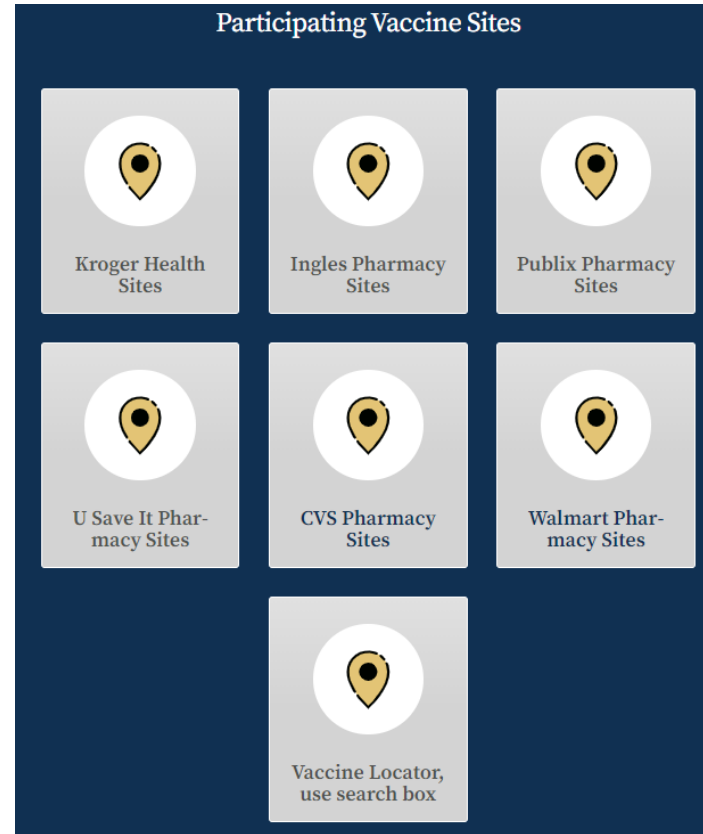 Participating Vaccine Sites
Kroger Health
Sites
Ingles Pharmacy
Sites
Publix Pharmacy
Sites
U Save It Phar-
macy Sites
CVS Pharmacy
Sites
Walmart Phar-
macy Sites
Vaccine Locator,
use search box